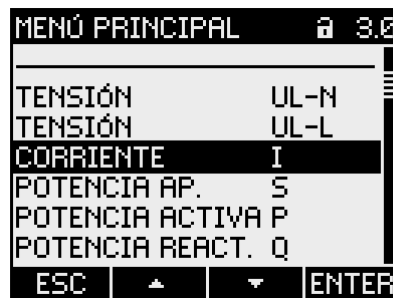 MENÚ PRINCIPAL 3.0
TENSIÓN UL-N
TENSIÓN UL-L
CORRIENTE I
POTENCIA AP. S
POTENCIA ACTIVA P
POTENCIA REACT. Q
ESC ▲ ▼ ENTER